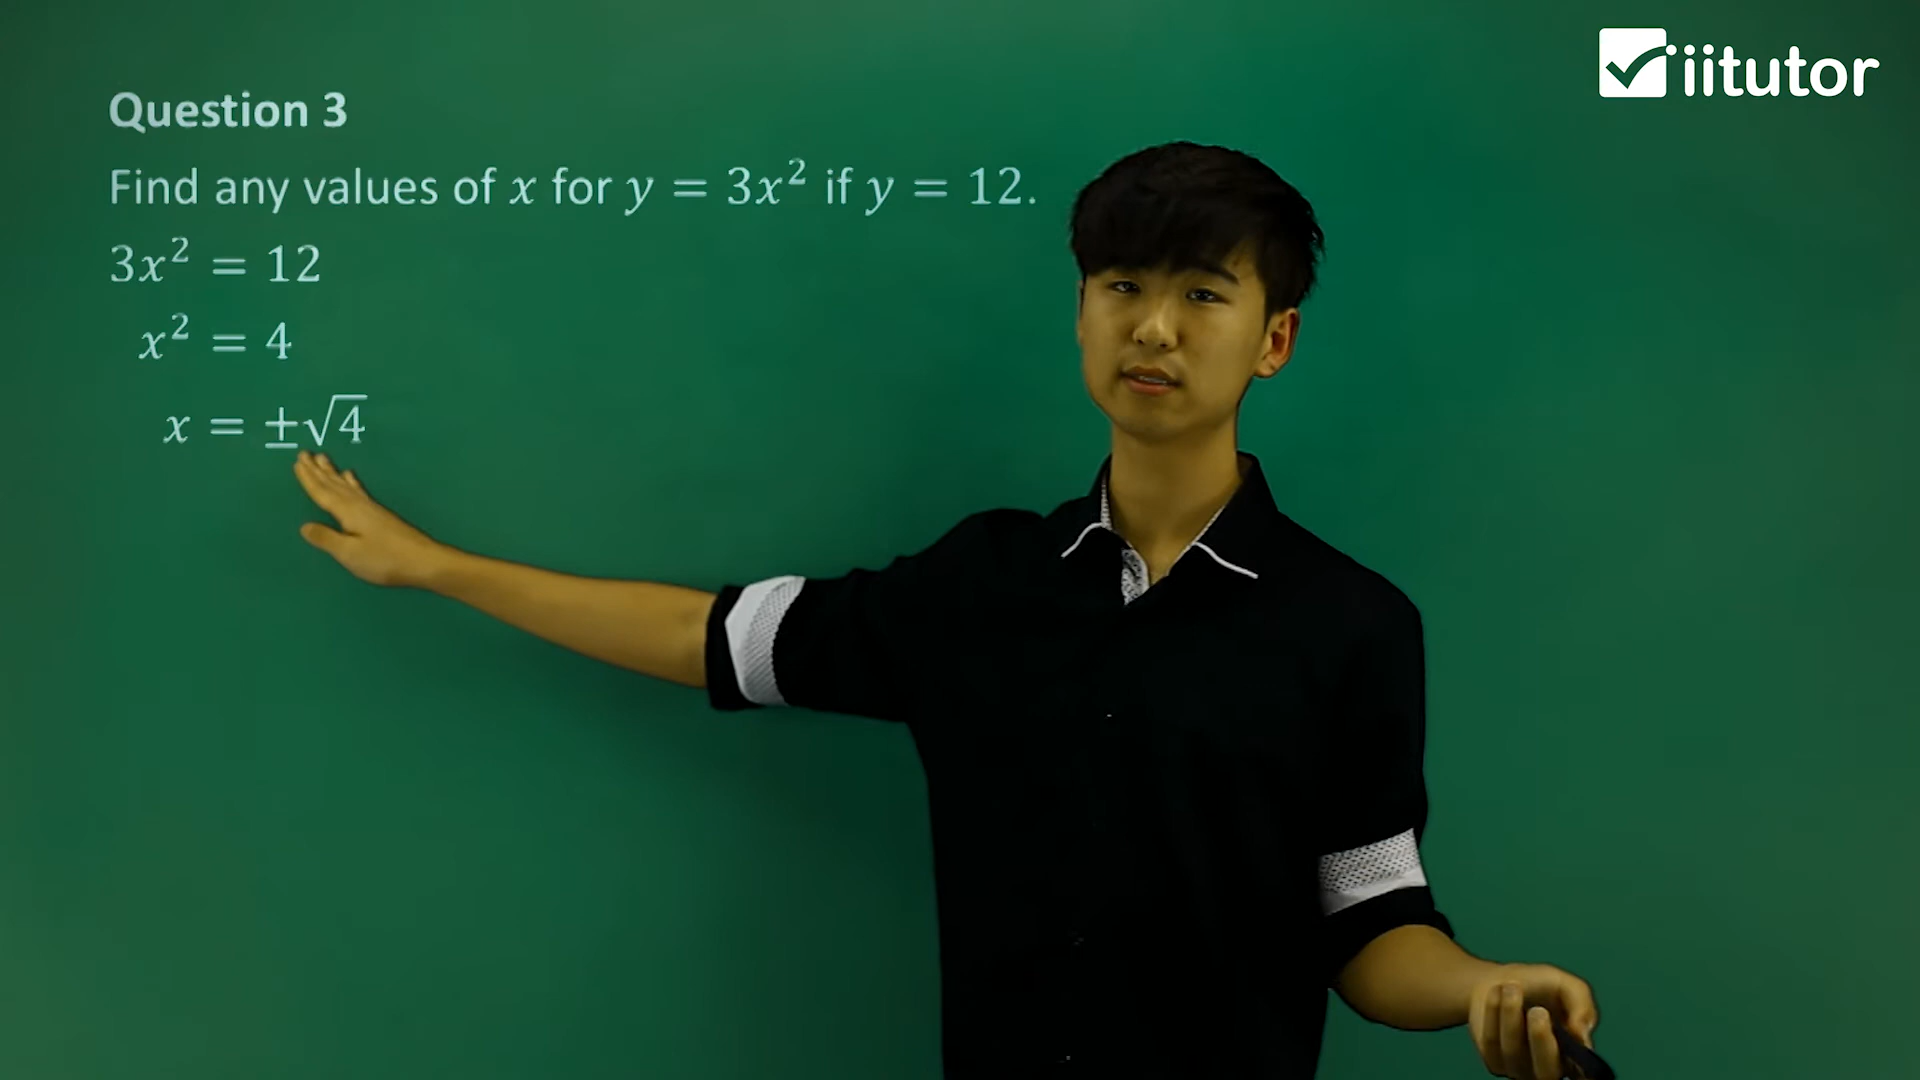 iitutor
Question 3
Find any values of x for y = 3x² if y = 12.
3x² = 12
x² = 4
x = ±√4